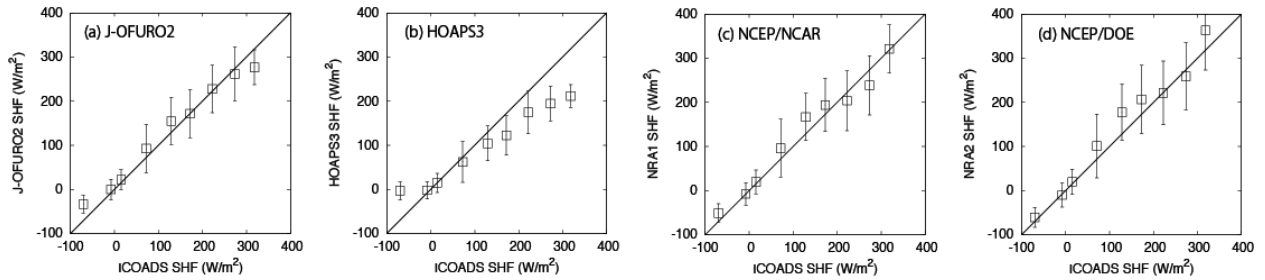 (a) J-OFURO2
J-OFURO2 SHF (W/m²)
400
300
200
100
0
-100
-100 0 100 200 300 400
ICOADS SHF (W/m²)
(b) HOAPS3
HOAPS3 SHF (W/m²)
400
300
200
100
0
-100
-100 0 100 200 300 400
ICOADS SHF (W/m²)
(c) NCEP/NCAR
NRA1 SHF (W/m²)
400
300
200
100
0
-100
-100 0 100 200 300 400
ICOADS SHF (W/m²)
(d) NCEP/DOE
NRA2 SHF (W/m²)
400
300
200
100
0
-100
-100 0 100 200 300 400
ICOADS SHF (W/m²)